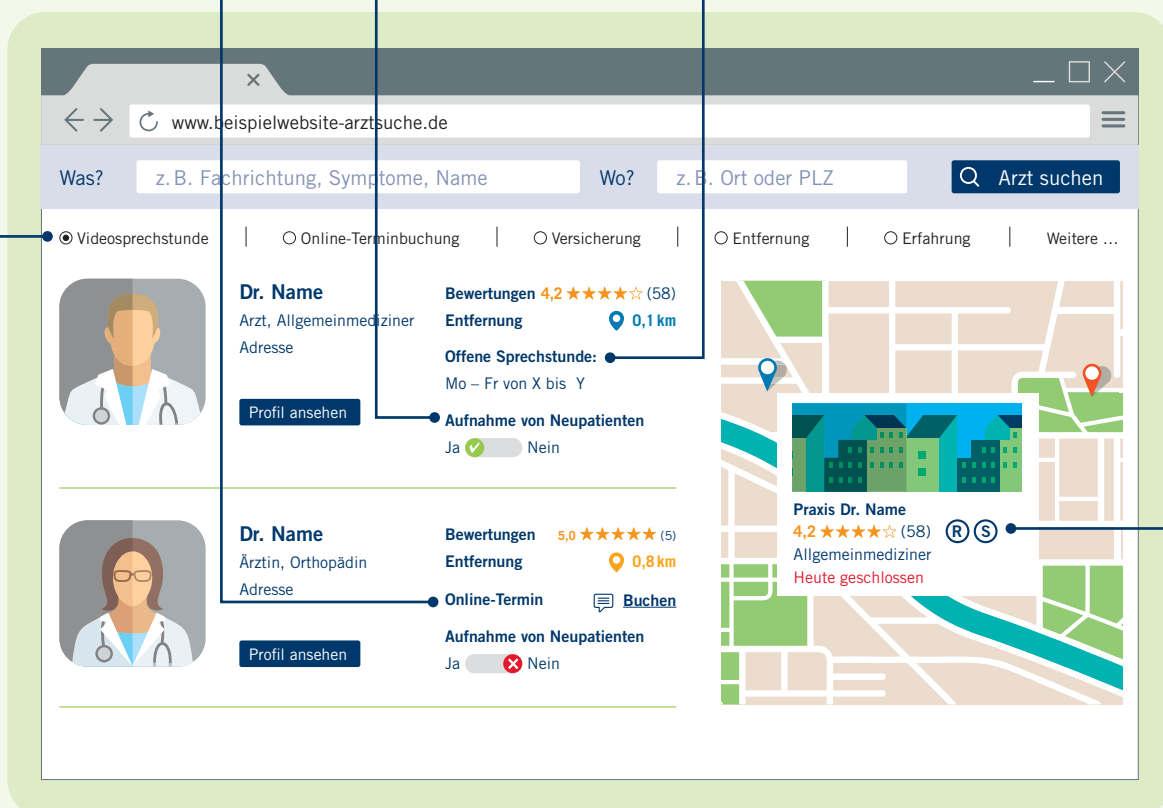 www.beispielwebsite-arztsuche.de
Was? z. B. Fachrichtung, Symptome, Name Wo? z. B. Ort oder PLZ Arzt suchen
Videosprechstunde | Online-Terminbuchung | Versicherung | Entfernung | Erfahrung | Weitere ...
Dr. Name
Arzt, Allgemeinmediziner
Adresse
Profil ansehen
Bewertungen 4,2 ★★★★☆ (58)
Entfernung 0,1 km
Offene Sprechstunde:
Mo – Fr von X bis Y
Aufnahme von Neupatienten
Ja Nein
Dr. Name
Ärztin, Orthopädin
Adresse
Profil ansehen
Bewertungen 5,0 ★★★★★ (5)
Entfernung 0,8 km
Online-Termin Buchen
Aufnahme von Neupatienten
Ja Nein
Praxis Dr. Name
4,2 ★★★★☆ (58) R S
Allgemeinmediziner
Heute geschlossen